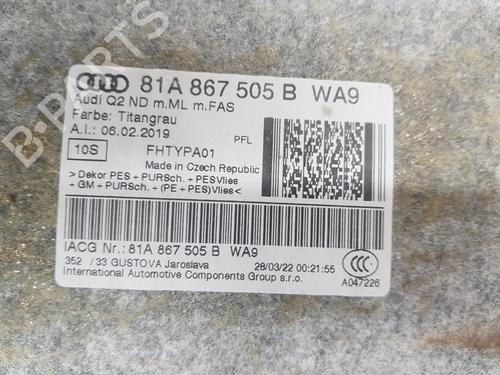 B-PARTS
81A 867 505 B WA9
Audi Q2 ND m.ML m.FAS
Farbe: Titangrau
A.I.: 06.02.2019
PFL
10S
FHTYPA01
Made in Czech Republic
>Dekor PES + PURSch. + PESVlies
+ GM + PURSch. + (PE + PES)Vlies<
IACG Nr.: 81A 867 505 B WA9
352 / 33 GUSTOVA Jaroslava
28/03/22 00:21:55
International Automotive Components Group s.r.o.
CCC
A047226